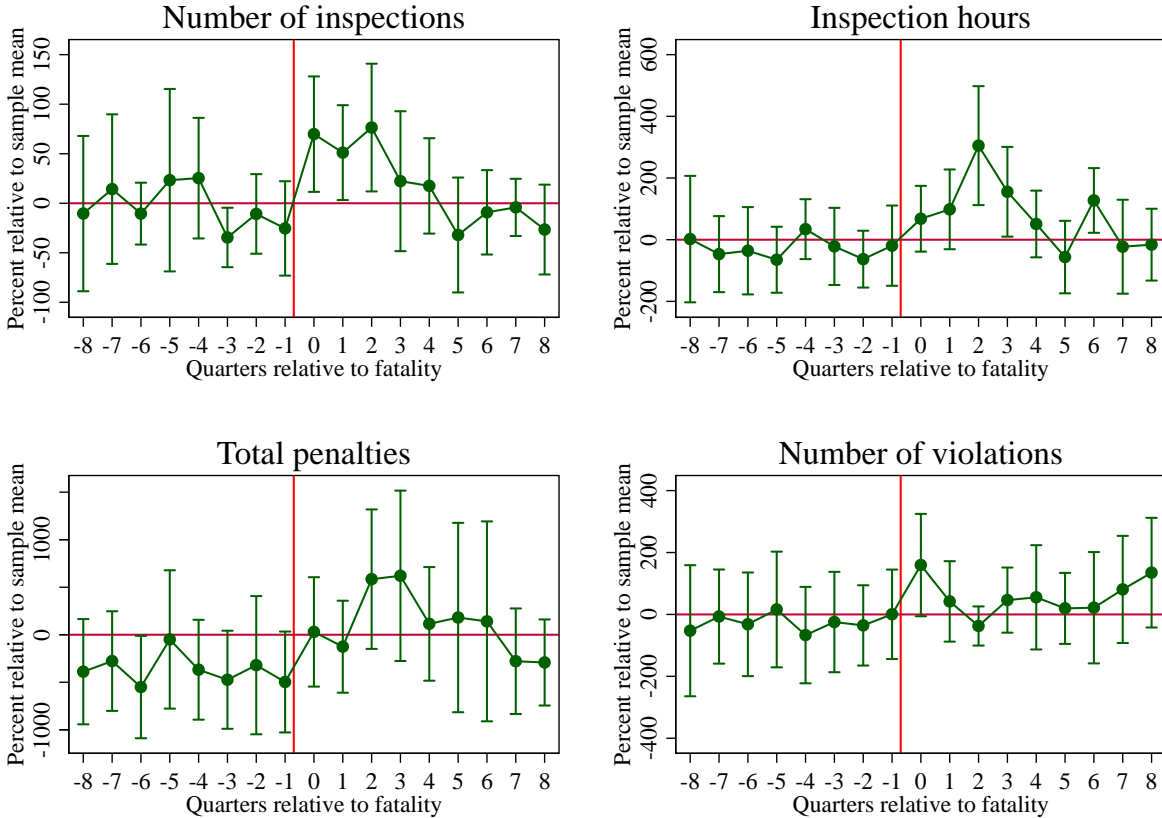 Number of inspections
Percent relative to sample mean
150
100
50
0
-50
-100
-8 -7 -6 -5 -4 -3 -2 -1 0 1 2 3 4 5 6 7 8
Quarters relative to fatality
Inspection hours
Percent relative to sample mean
600
400
200
0
-200
-8 -7 -6 -5 -4 -3 -2 -1 0 1 2 3 4 5 6 7 8
Quarters relative to fatality
Total penalties
Percent relative to sample mean
1000
0
-1000
-8 -7 -6 -5 -4 -3 -2 -1 0 1 2 3 4 5 6 7 8
Quarters relative to fatality
Number of violations
Percent relative to sample mean
400
200
0
-200
-400
-8 -7 -6 -5 -4 -3 -2 -1 0 1 2 3 4 5 6 7 8
Quarters relative to fatality